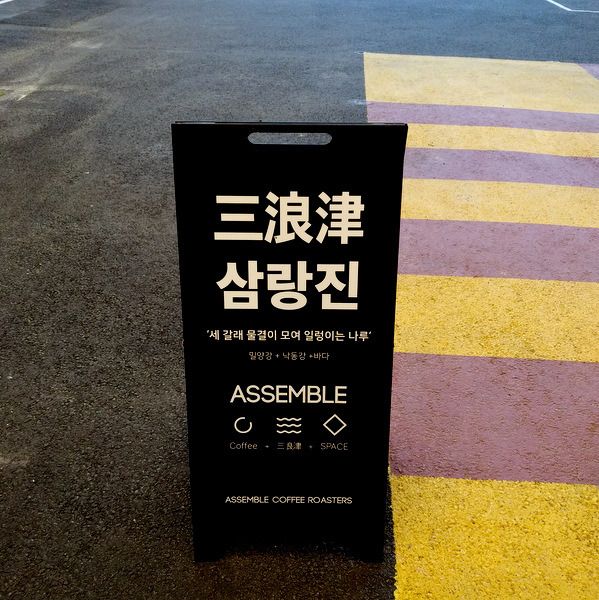 三浪津
삼랑진
'세 갈래 물결이 모여 일렁이는 나루'
밀양강 + 낙동강 +바다
ASSEMBLE
Coffee + 三浪津 + SPACE
ASSEMBLE COFFEE ROASTERS